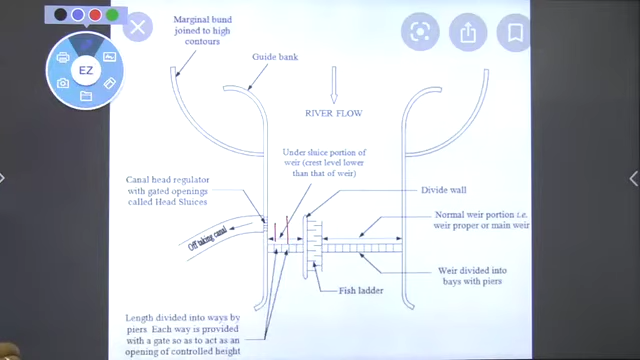 Marginal bund
joined to high
contours
Guide bank
RIVER FLOW
Under sluice portion of
weir (crest level lower
than that of weir)
Canal head regulator
with gated openings
called Head Sluices
Divide wall
Normal weir portion i.e.
weir proper or main weir
Off taking canal
Weir divided into
bays with piers
Fish ladder
Length divided into ways by
piers. Each way is provided
with a gate so as to act as an
opening of controlled height
EZ